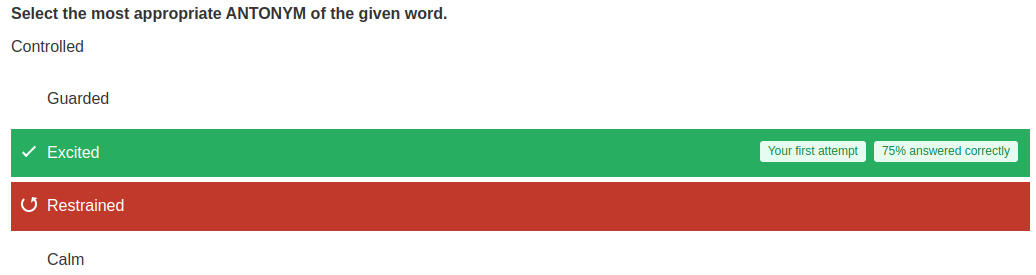 Select the most appropriate ANTONYM of the given word.
Controlled
Guarded
Excited Your first attempt 75% answered correctly
Restrained
Calm